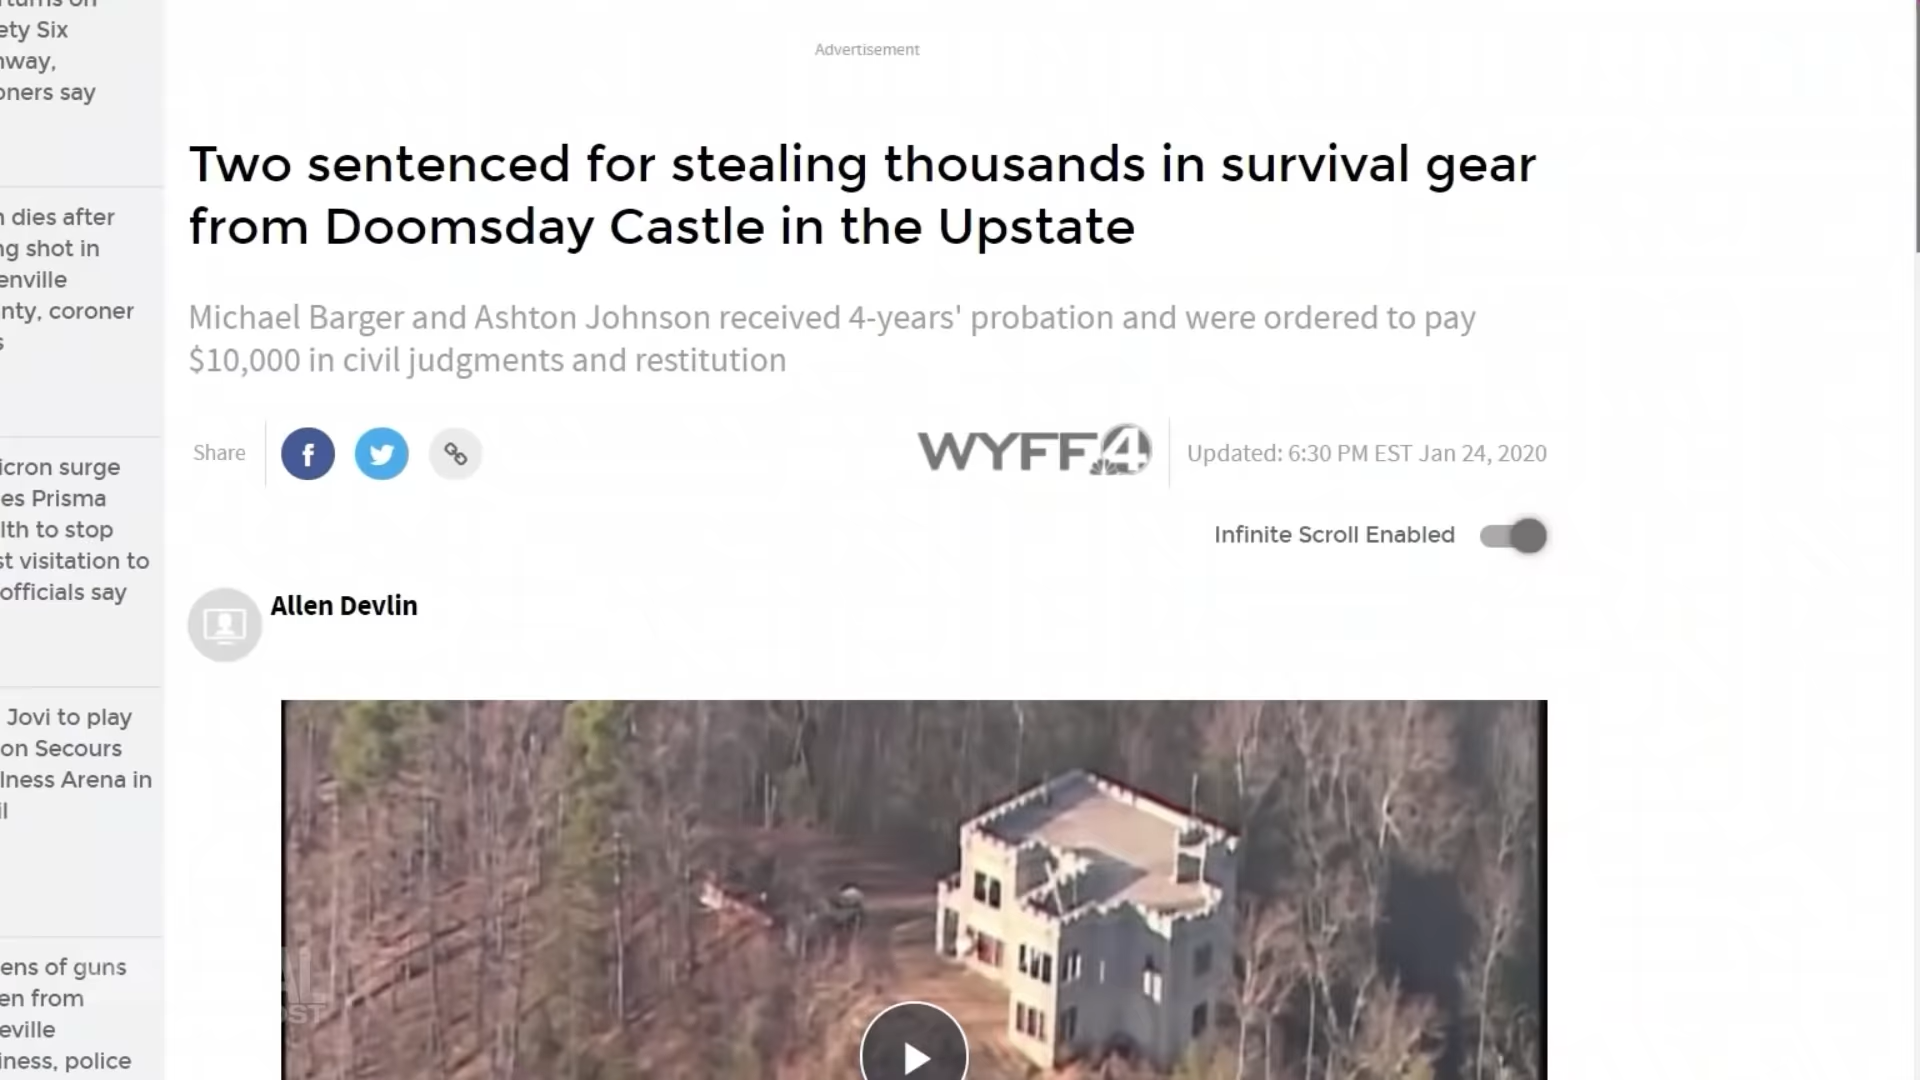 Advertisement
ety Six
oners say
dies after
ng shot in
enville
nty, coroner
icron surge
es Prisma
lth to stop
st visitation to
officials say
Jovi to play
on Secours
lness Arena in
ens of guns
en from
eville
iness, police
Two sentenced for stealing thousands in survival gear
from Doomsday Castle in the Upstate
Michael Barger and Ashton Johnson received 4-years' probation and were ordered to pay
$10,000 in civil judgments and restitution
Share
WYFF 4
Updated: 6:30 PM EST Jan 24, 2020
Infinite Scroll Enabled
Allen Devlin